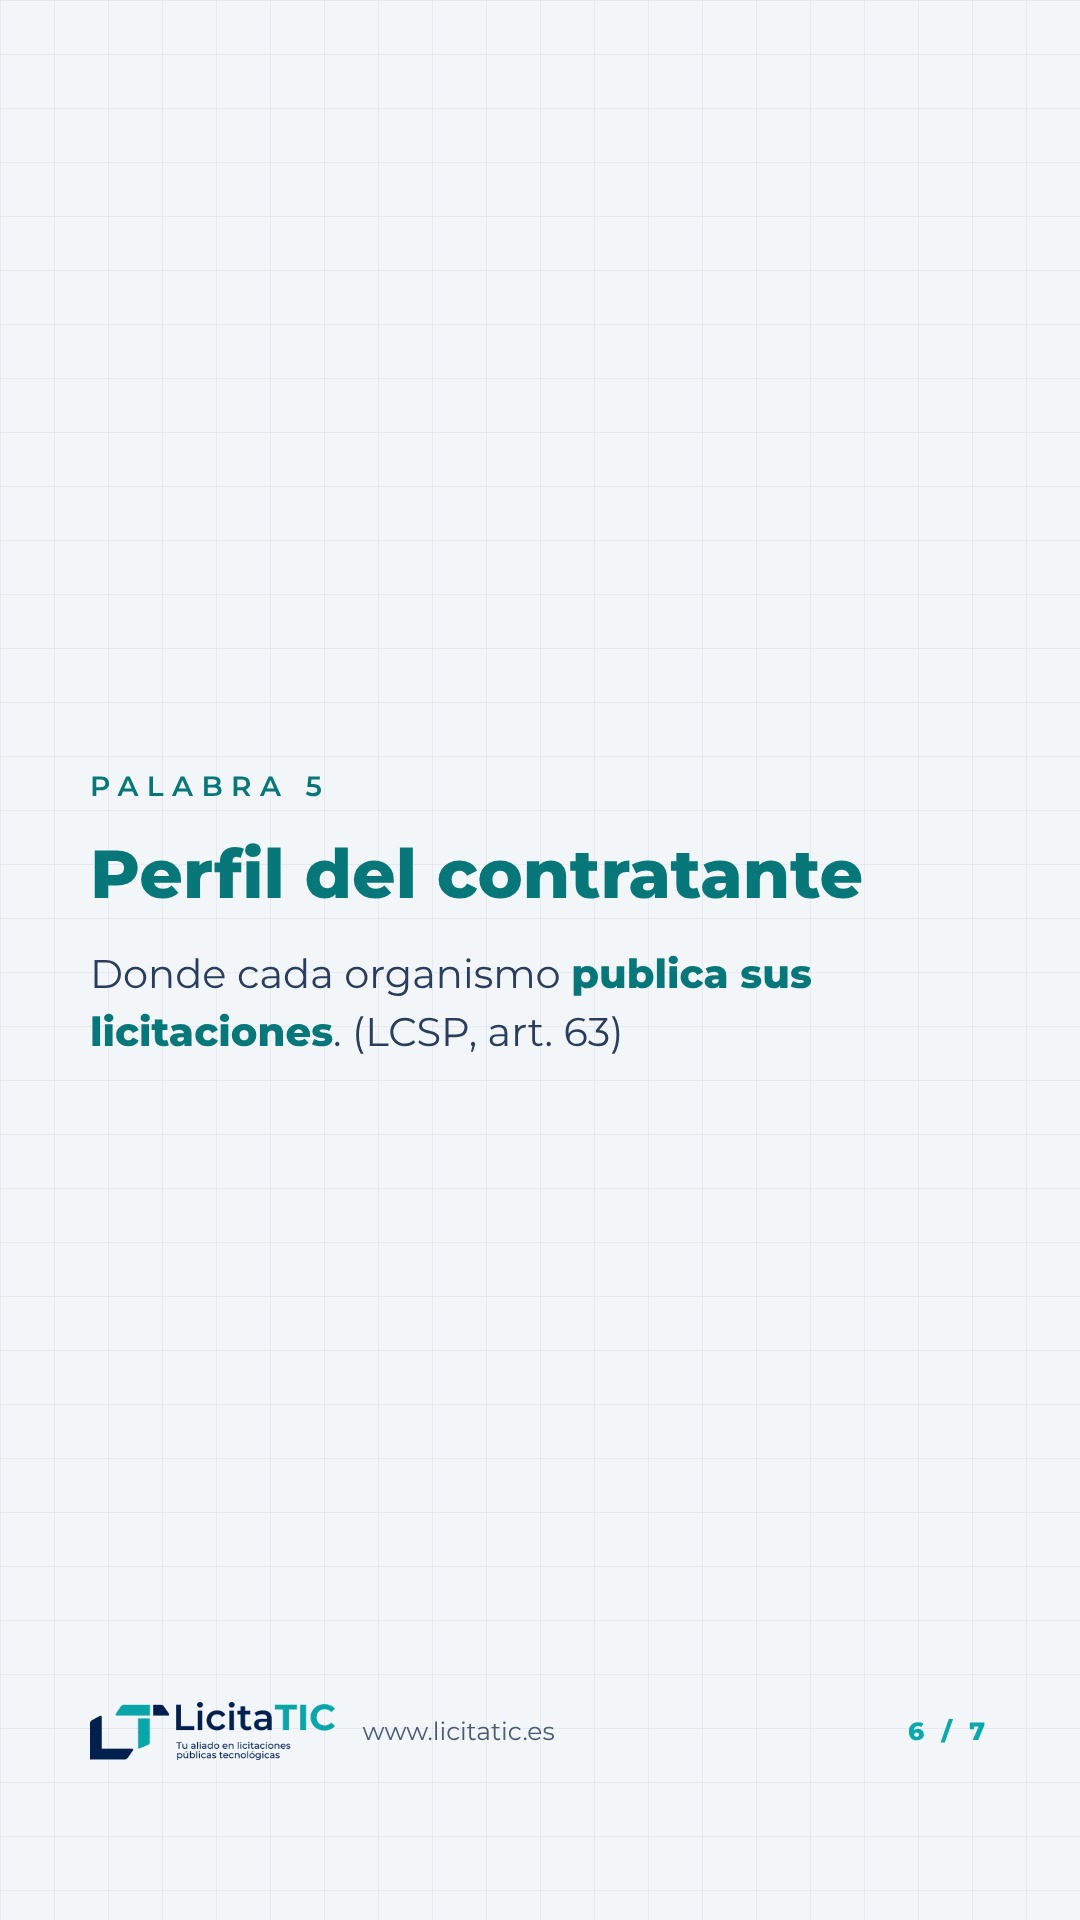 PALABRA 5
Perfil del contratante
Donde cada organismo publica sus
licitaciones. (LCSP, art. 63)
LicitaTIC
Tu aliado en licitaciones
públicas tecnológicas
www.licitatic.es
6 / 7